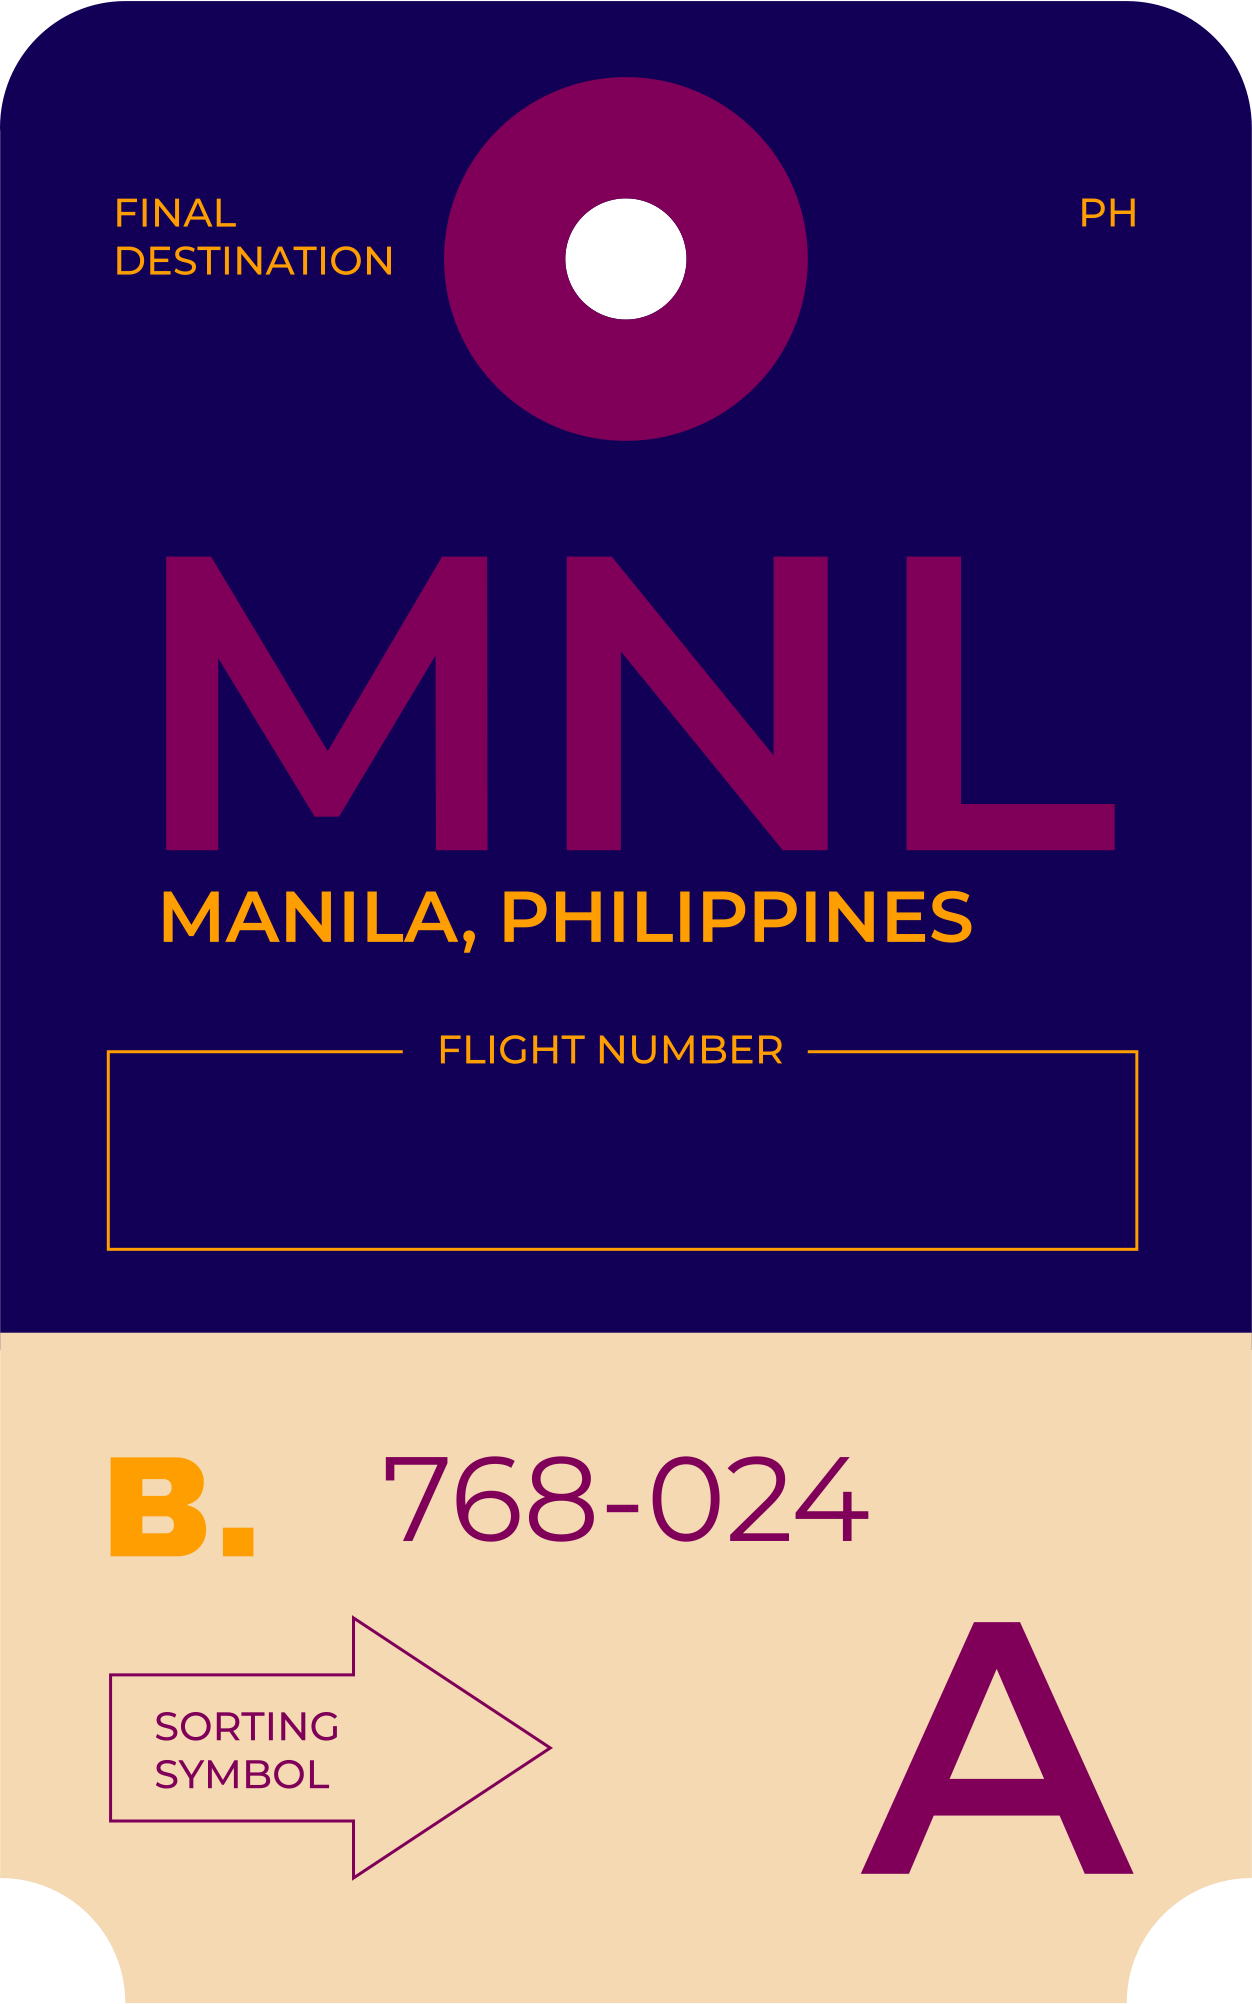 FINAL
DESTINATION
PH
MNL
MANILA, PHILIPPINES
FLIGHT NUMBER
B. 768-024
SORTING
SYMBOL
A